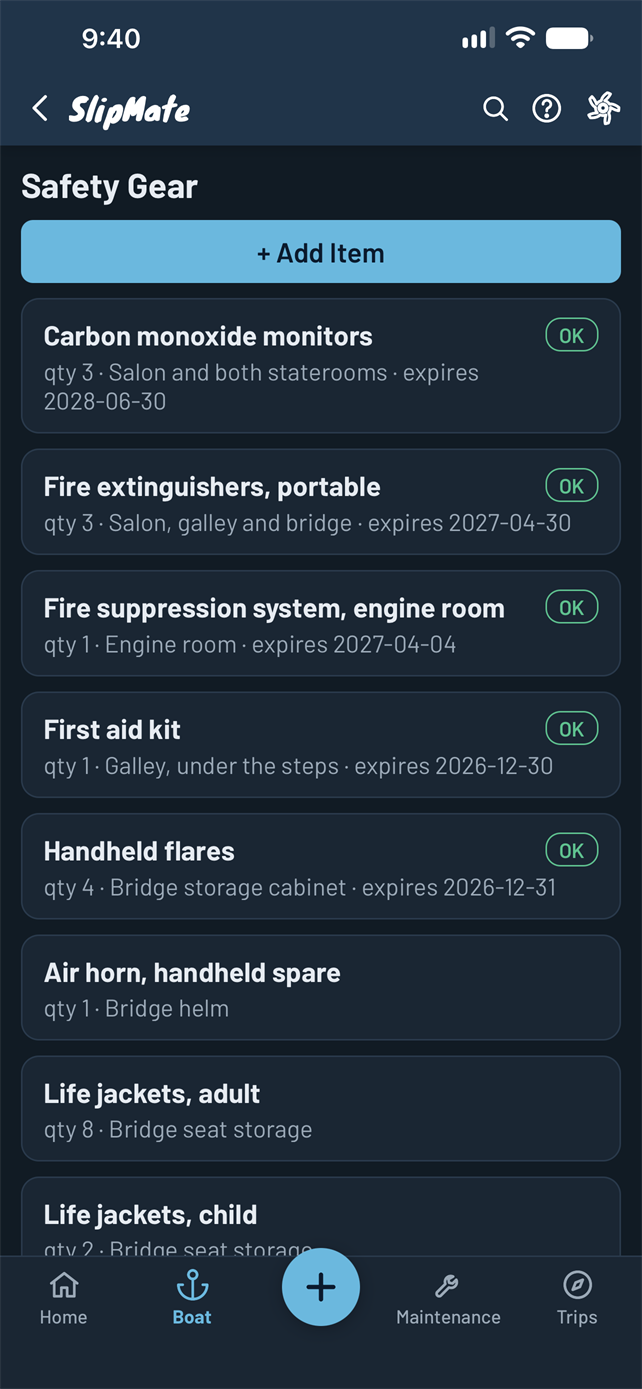 9:40
SlipMate
Safety Gear
+ Add Item
Carbon monoxide monitors
OK
qty 3 · Salon and both staterooms · expires
2028-06-30
Fire extinguishers, portable
OK
qty 3 · Salon, galley and bridge · expires 2027-04-30
Fire suppression system, engine room
OK
qty 1 · Engine room · expires 2027-04-04
First aid kit
OK
qty 1 · Galley, under the steps · expires 2026-12-30
Handheld flares
OK
qty 4 · Bridge storage cabinet · expires 2026-12-31
Air horn, handheld spare
qty 1 · Bridge helm
Life jackets, adult
qty 8 · Bridge seat storage
Life jackets, child
qty 2 · Bridge seat storage
Home
Boat
Maintenance
Trips